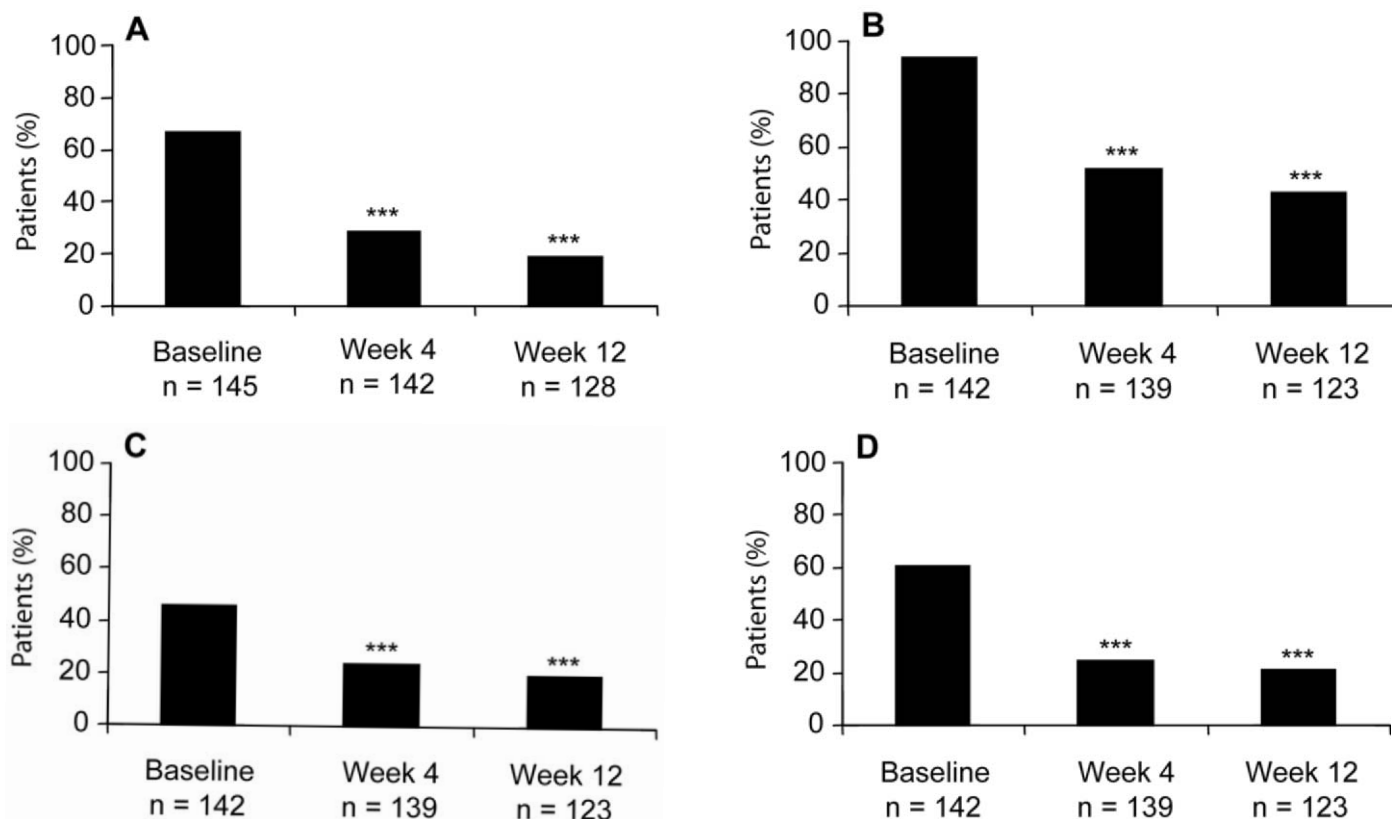 A
100
80
60
40
20
0
Patients (%)
***
***
Baseline
n = 145
Week 4
n = 142
Week 12
n = 128
B
100
80
60
40
20
0
Patients (%)
***
***
Baseline
n = 142
Week 4
n = 139
Week 12
n = 123
C
100
80
60
40
20
0
Patients (%)
***
***
Baseline
n = 142
Week 4
n = 139
Week 12
n = 123
D
100
80
60
40
20
0
Patients (%)
***
***
Baseline
n = 142
Week 4
n = 139
Week 12
n = 123